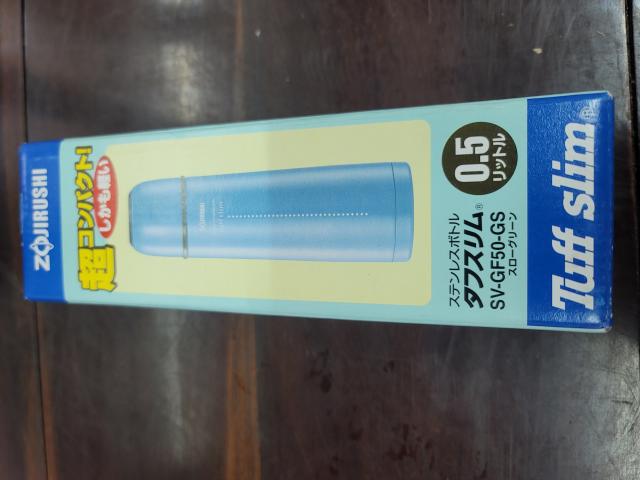 ZOJIRUSHI
超コンパクト!
しかも軽い
ZOJIRUSHI
0.5
リットル
ステンレスボトル
タフスリム®
SV-GF50-GS
スローグリーン
Tuff slim®